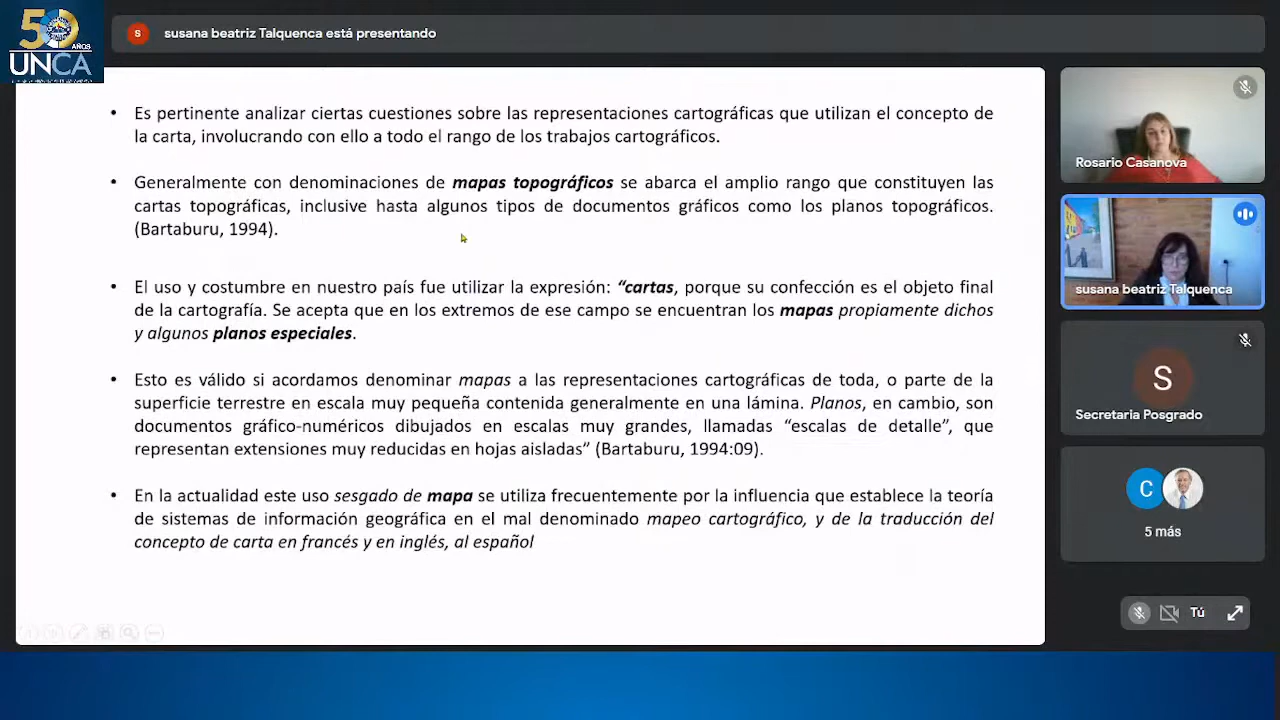 50 AÑOS
UNCA
S
susana beatriz Talquenca está presentando
• Es pertinente analizar ciertas cuestiones sobre las representaciones cartográficas que utilizan el concepto de
la carta, involucrando con ello a todo el rango de los trabajos cartográficos.
• Generalmente con denominaciones de mapas topográficos se abarca el amplio rango que constituyen las
cartas topográficas, inclusive hasta algunos tipos de documentos gráficos como los planos topográficos.
(Bartaburu, 1994).
• El uso y costumbre en nuestro país fue utilizar la expresión: “cartas, porque su confección es el objeto final
de la cartografía. Se acepta que en los extremos de ese campo se encuentran los mapas propiamente dichos
y algunos planos especiales.
• Esto es válido si acordamos denominar mapas a las representaciones cartográficas de toda, o parte de la
superficie terrestre en escala muy pequeña contenida generalmente en una lámina. Planos, en cambio, son
documentos gráfico-numéricos dibujados en escalas muy grandes, llamadas “escalas de detalle”, que
representan extensiones muy reducidas en hojas aisladas” (Bartaburu, 1994:09).
• En la actualidad este uso sesgado de mapa se utiliza frecuentemente por la influencia que establece la teoría
de sistemas de información geográfica en el mal denominado mapeo cartográfico, y de la traducción del
concepto de carta en francés y en inglés, al español
Rosario Casanova
susana beatriz Talquenca
S
Secretaria Posgrado
C
5 más
Tú